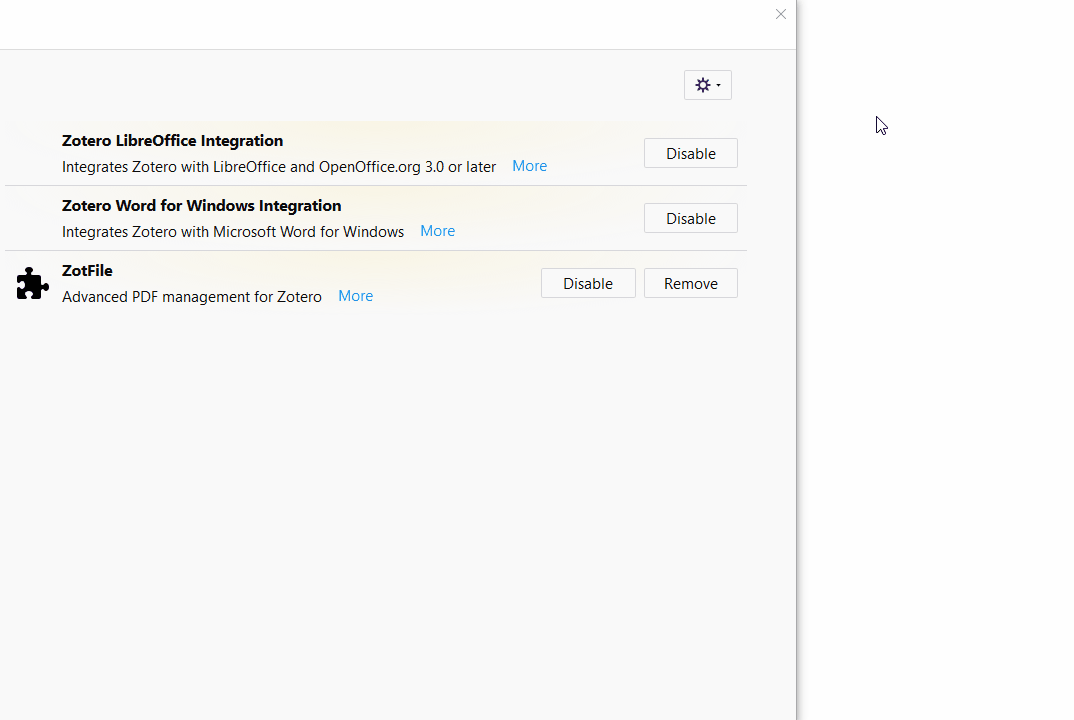 Zotero LibreOffice Integration
Integrates Zotero with LibreOffice and OpenOffice.org 3.0 or later More
Disable
Zotero Word for Windows Integration
Integrates Zotero with Microsoft Word for Windows More
Disable
ZotFile
Advanced PDF management for Zotero More
Disable Remove